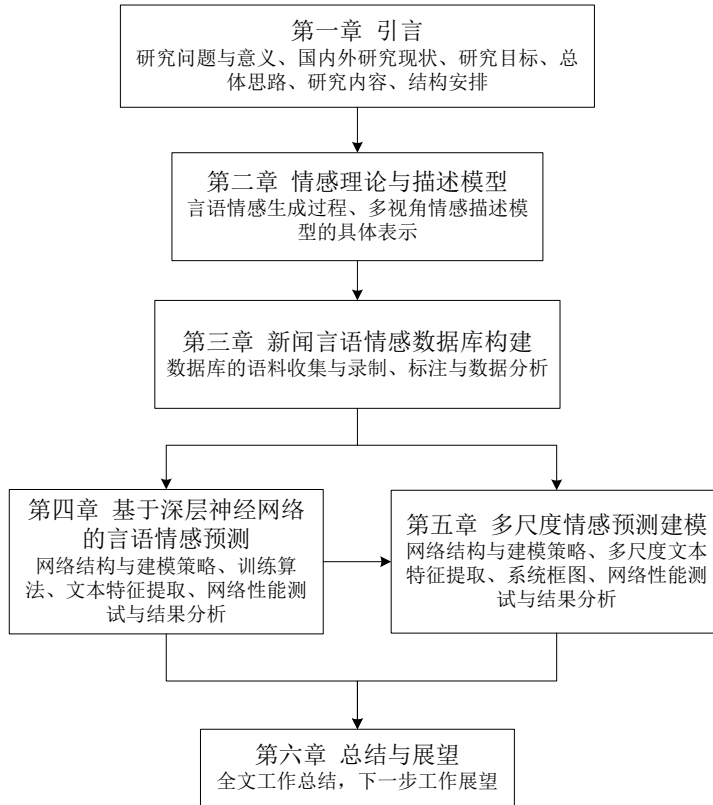 第一章 引言
研究问题与意义、国内外研究现状、研究目标、总
体思路、研究内容、结构安排
第二章 情感理论与描述模型
言语情感生成过程、多视角情感描述模
型的具体表示
第三章 新闻言语情感数据库构建
数据库的语料收集与录制、标注与数据分析
第四章 基于深层神经网络
的言语情感预测
网络结构与建模策略、训练算
法、文本特征提取、网络性能测
试与结果分析
第五章 多尺度情感预测建模
网络结构与建模策略、多尺度文本
特征提取、系统框图、网络性能测
试与结果分析
第六章 总结与展望
全文工作总结，下一步工作展望